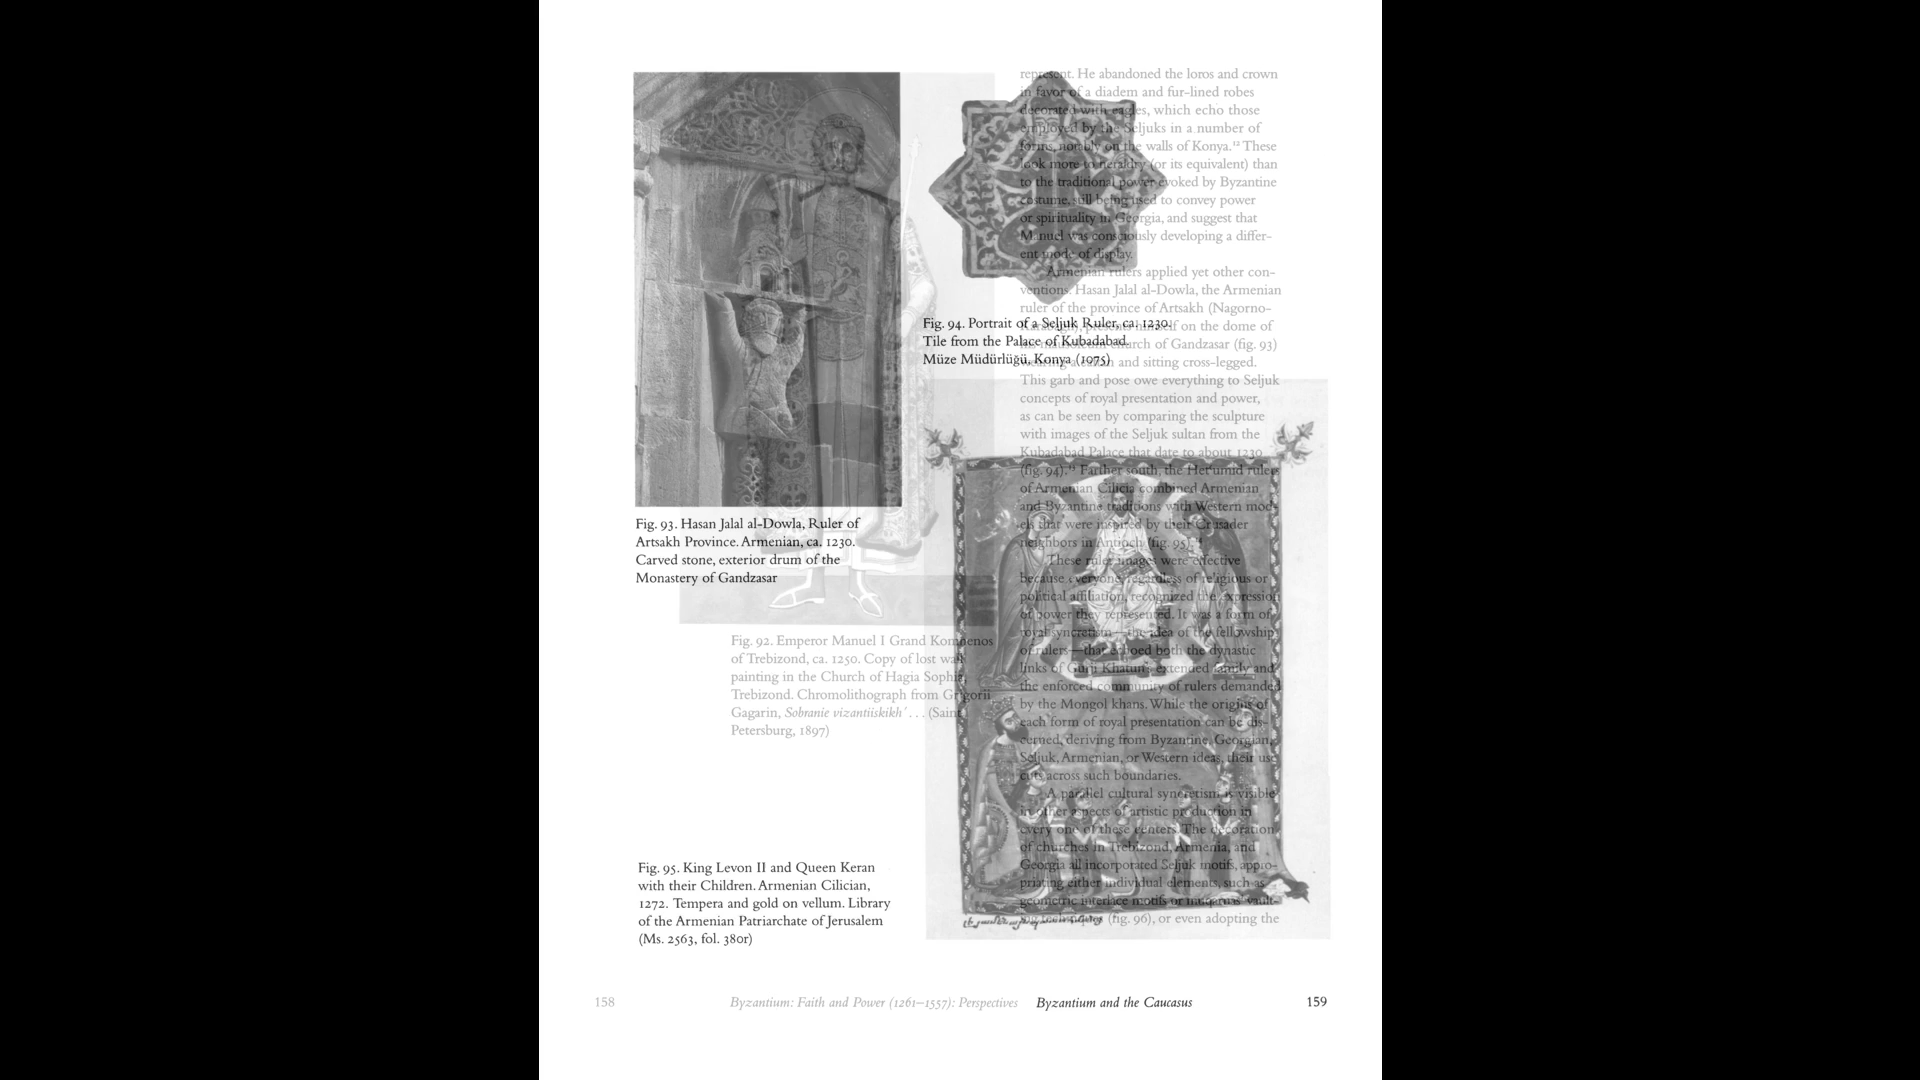 represent. He abandoned the loros and crown
in favor of a diadem and fur-lined robes
decorated with eagles, which echo those
employed by the Seljuks in a number of
forms, notably on the walls of Konya.¹² These
look more to heraldry (or its equivalent) than
to the traditional power evoked by Byzantine
costume, still being used to convey power
or spirituality in Georgia, and suggest that
Manuel was consciously developing a differ-
ent mode of display.
Armenian rulers applied yet other con-
ventions. Hasan Jalal al-Dowla, the Armenian
ruler of the province of Artsakh (Nagorno-
himself on the dome of
church of Gandzasar (fig. 93)
and sitting cross-legged.
This garb and pose owe everything to Seljuk
concepts of royal presentation and power,
as can be seen by comparing the sculpture
with images of the Seljuk sultan from the
Kubadabad Palace that date to about 1230
(fig. 94).¹³ Farther south, the Het'umid rulers
of Armenian Cilicia combined Armenian
and Byzantine traditions with Western mod-
els that were inspired by their Crusader
neighbors in Antioch (fig. 95).¹⁴
These ruler images were effective
because everyone, regardless of religious or
political affiliation, recognized the expression
of power they represented. It was a form of
royal syncretism—the idea of the fellowship
of rulers—that echoed both the dynastic
links of Gurji Khatun's extended family and
the enforced community of rulers demanded
by the Mongol khans. While the origins of
each form of royal presentation can be dis-
cerned, deriving from Byzantine, Georgian,
Seljuk, Armenian, or Western ideas, their use
cuts across such boundaries.
A parallel cultural syncretism is visible
in other aspects of artistic production in
every one of these centers. The decoration
of churches in Trebizond, Armenia, and
Georgia all incorporated Seljuk motifs, appro-
priating either individual elements, such as
geometric interlace motifs or muqarnas vault-
(fig. 96), or even adopting the
Fig. 94. Portrait of a Seljuk Ruler, ca. 1230.
Tile from the Palace of Kubadabad.
Müze Müdürlüğü, Konya (1075)
Fig. 93. Hasan Jalal al-Dowla, Ruler of
Artsakh Province. Armenian, ca. 1230.
Carved stone, exterior drum of the
Monastery of Gandzasar
Fig. 92. Emperor Manuel I Grand Komnenos
of Trebizond, ca. 1250. Copy of lost wall
painting in the Church of Hagia Sophia,
Trebizond. Chromolithograph from Grigorii
Gagarin, Sobranie vizantiiskikh' . . . (Saint
Petersburg, 1897)
Fig. 95. King Levon II and Queen Keran
with their Children. Armenian Cilician,
1272. Tempera and gold on vellum. Library
of the Armenian Patriarchate of Jerusalem
(Ms. 2563, fol. 380r)
158 Byzantium: Faith and Power (1261–1557): Perspectives Byzantium and the Caucasus 159